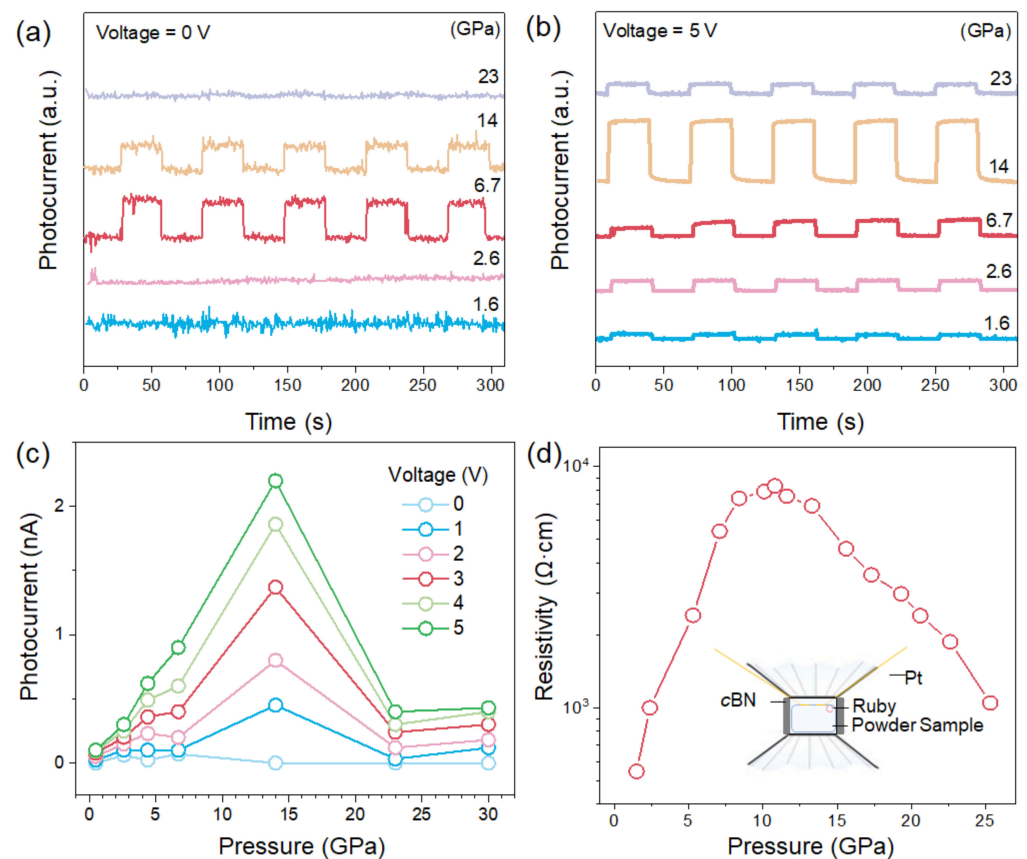 (a)
Voltage = 0 V
(GPa)
23
14
6.7
2.6
1.6
Photocurrent (a.u.)
0
50
100
150
200
250
300
Time (s)
(b)
Voltage = 5 V
(GPa)
23
14
6.7
2.6
1.6
Photocurrent (a.u.)
0
50
100
150
200
250
300
Time (s)
(c)
Voltage (V)
0
1
2
3
4
5
2
1
0
Photocurrent (nA)
0
5
10
15
20
25
30
Pressure (GPa)
(d)
10⁴
10³
Resistivity (Ω·cm)
cBN
Pt
Ruby
Powder Sample
0
5
10
15
20
25
Pressure (GPa)